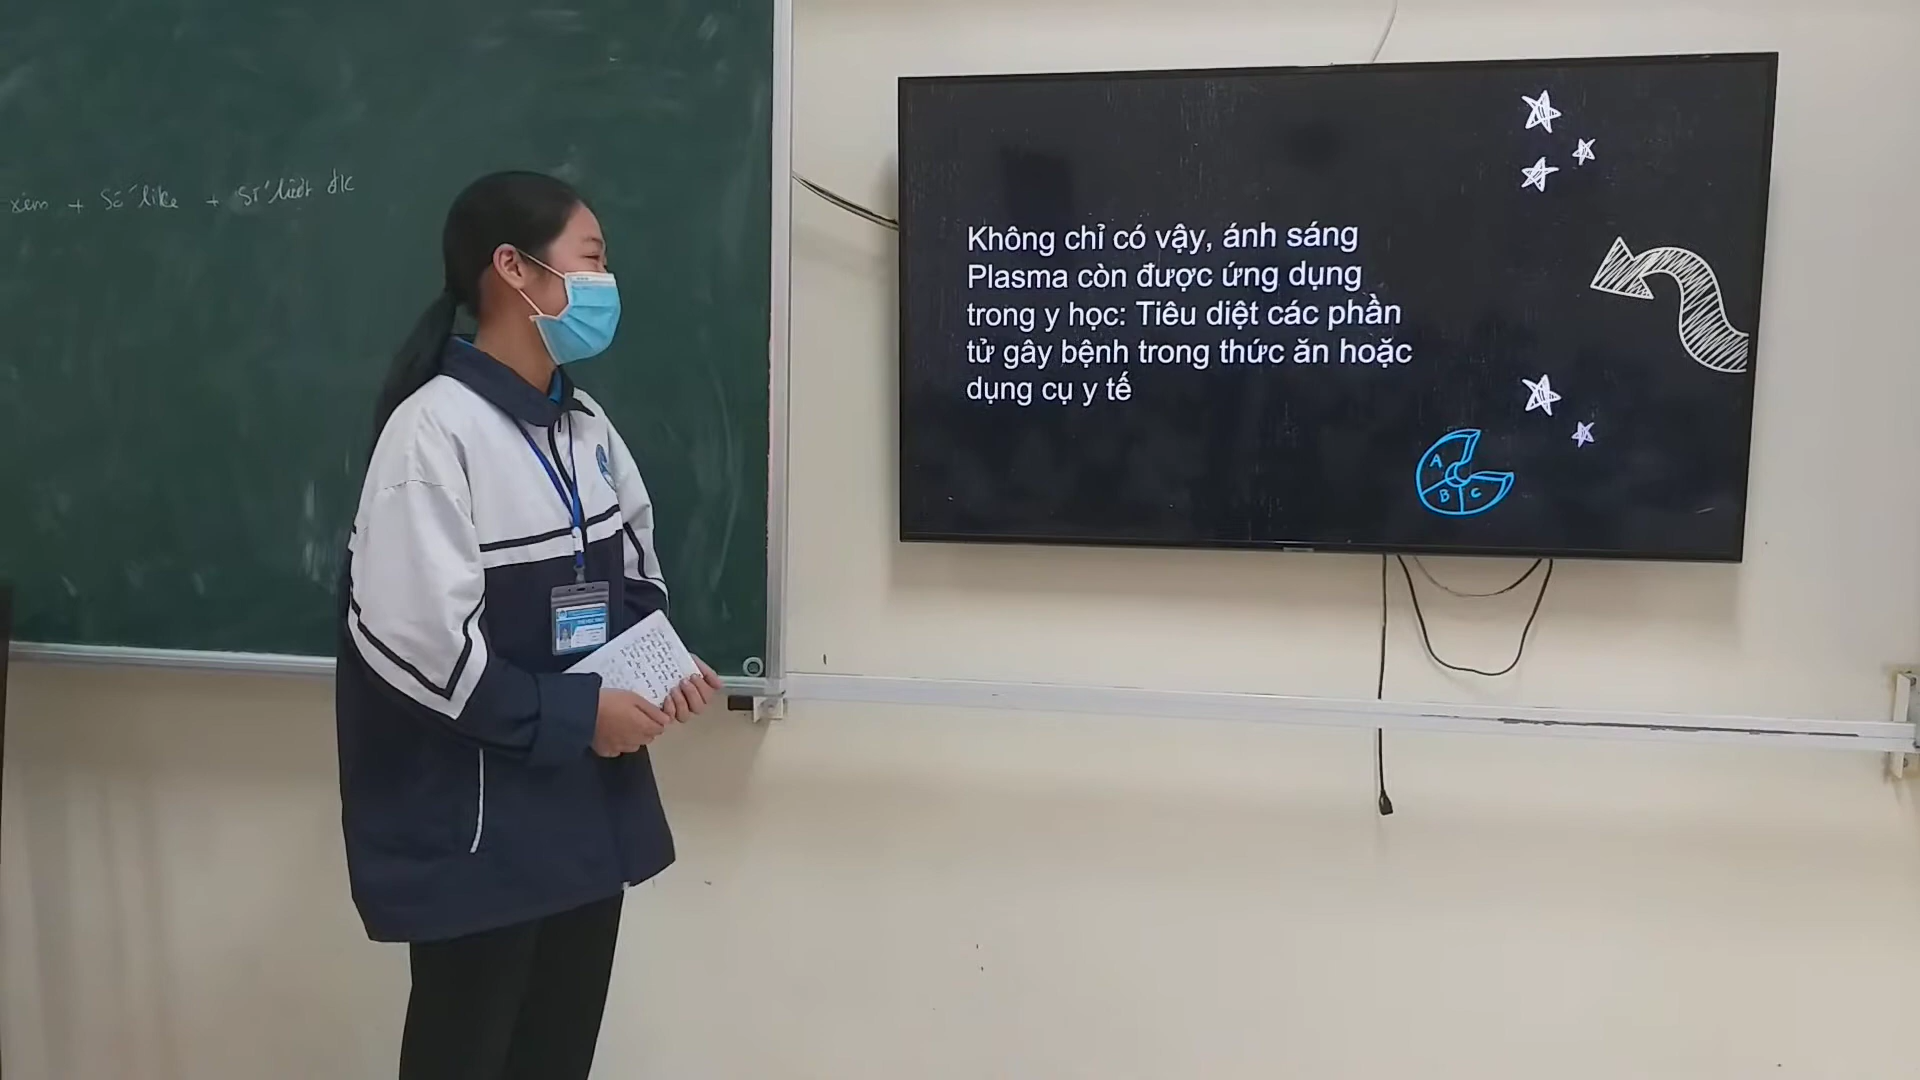 xem + số like + số lượt đk
Không chỉ có vậy, ánh sáng
Plasma còn được ứng dụng
trong y học: Tiêu diệt các phần
tử gây bệnh trong thức ăn hoặc
dụng cụ y tế
A
B C